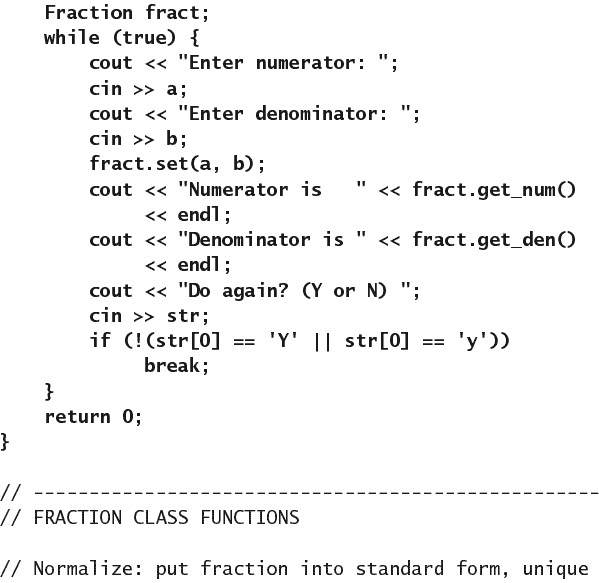 Fraction fract;
while (true) {
cout << "Enter numerator: ";
cin >> a;
cout << "Enter denominator: ";
cin >> b;
fract.set(a, b);
cout << "Numerator is   " << fract.get_num()
<< endl;
cout << "Denominator is " << fract.get_den()
<< endl;
cout << "Do again? (Y or N) ";
cin >> str;
if (!(str[0] == 'Y' || str[0] == 'y'))
break;
}
return 0;
}
// ---------------------------------------------------
// FRACTION CLASS FUNCTIONS
// Normalize: put fraction into standard form, unique